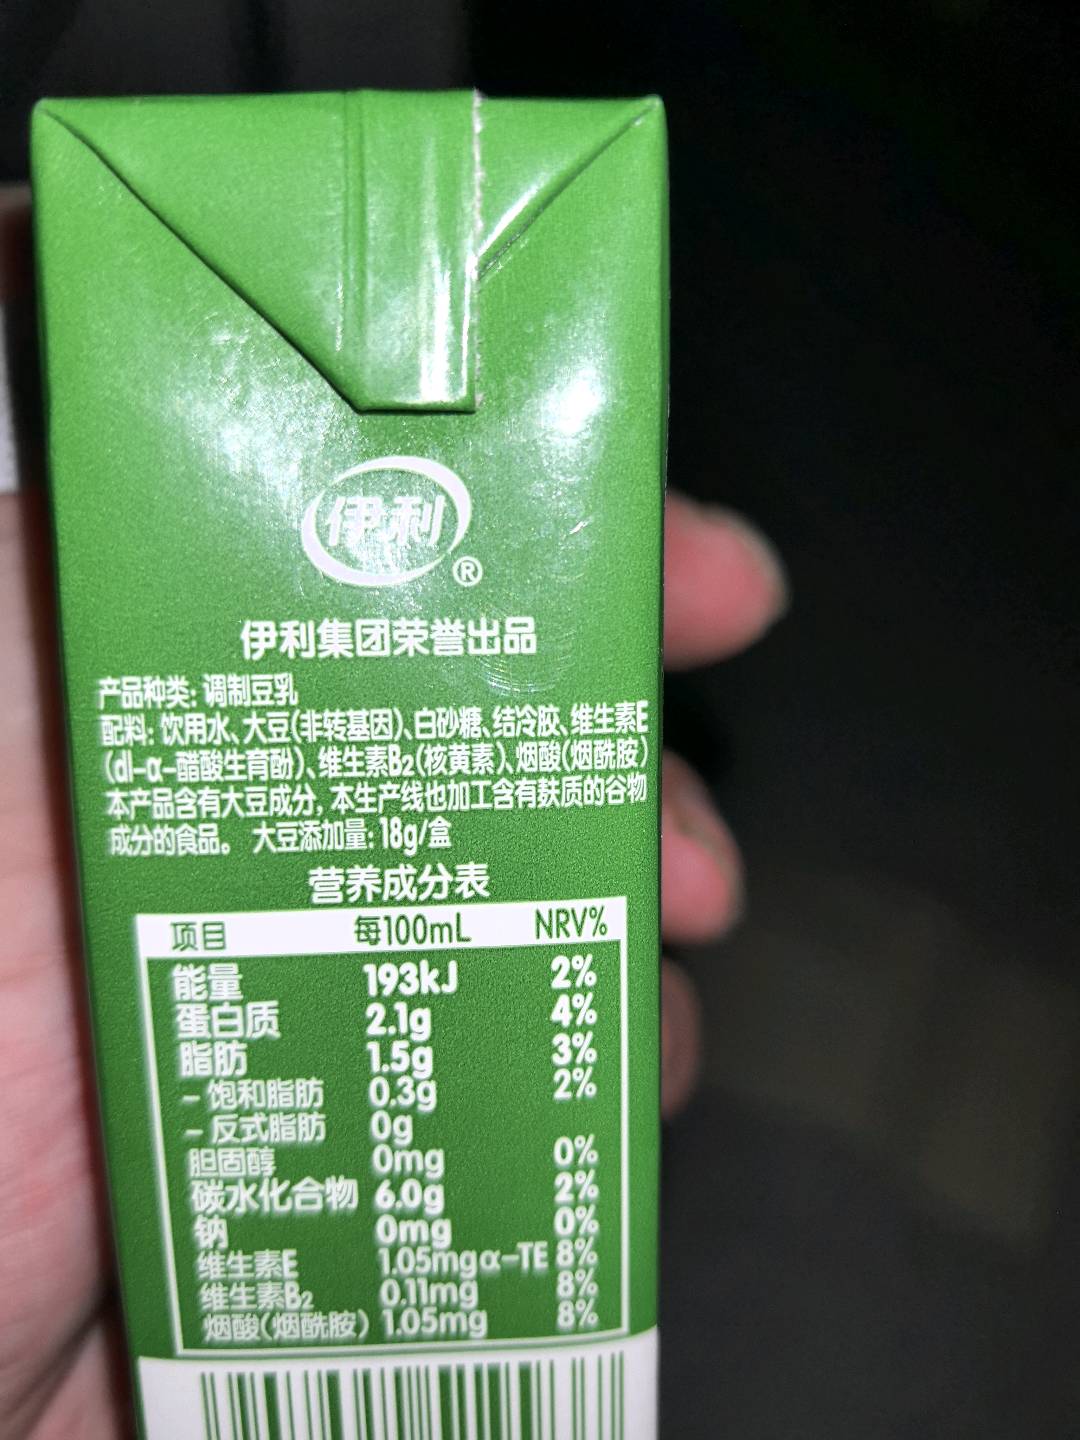 伊利
®
伊利集团荣誉出品
产品种类: 调制豆乳
配料: 饮用水、大豆(非转基因)、白砂糖、结冷胶、维生素E
(dl-α-醋酸生育酚)、维生素B₂(核黄素)、烟酸(烟酰胺)
本产品含有大豆成分, 本生产线也加工含有麸质的谷物
成分的食品。 大豆添加量: 18g/盒
营养成分表
项目 每100mL NRV%
能量 193kJ 2%
蛋白质 2.1g 4%
脂肪 1.5g 3%
- 饱和脂肪 0.3g 2%
- 反式脂肪 0g
胆固醇 0mg 0%
碳水化合物 6.0g 2%
钠 0mg 0%
维生素E 1.05mgα-TE 8%
维生素B₂ 0.11mg 8%
烟酸(烟酰胺) 1.05mg 8%